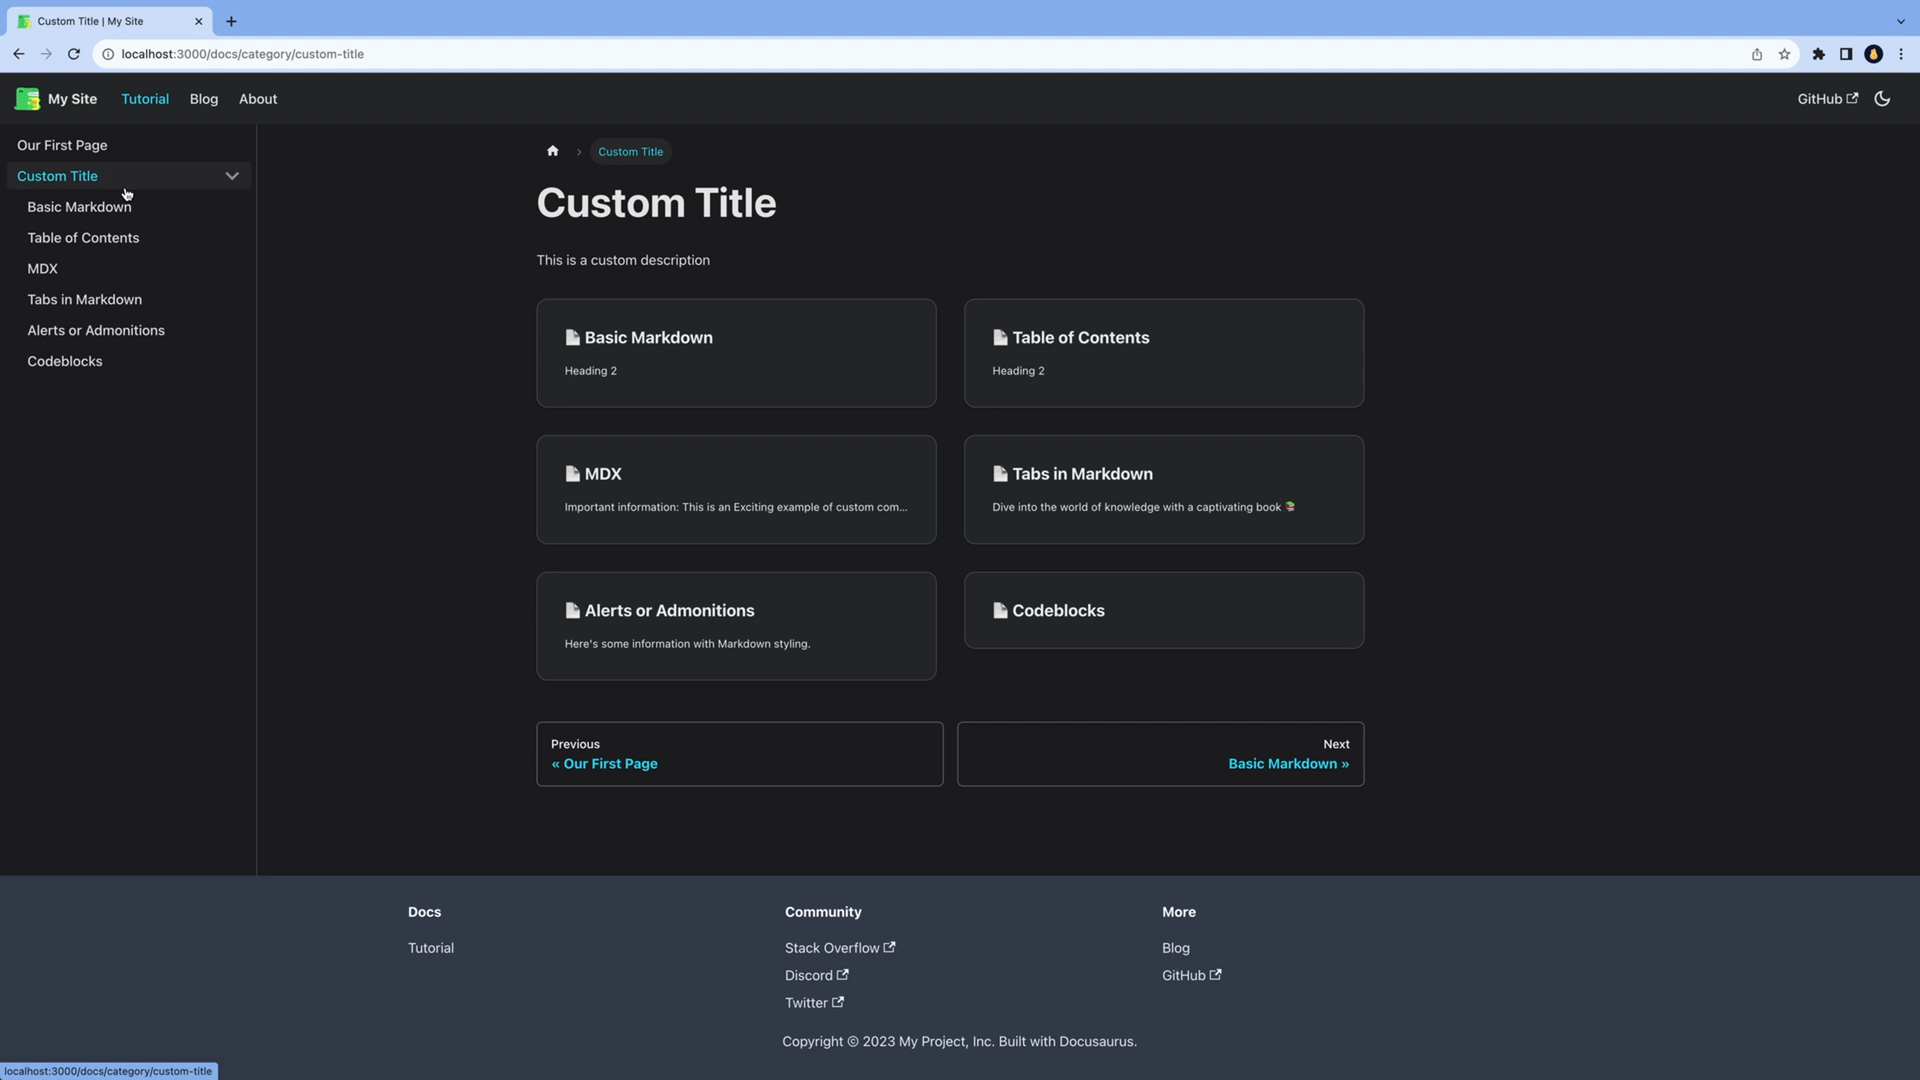 Custom Title | My Site
localhost:3000/docs/category/custom-title
My Site
Tutorial
Blog
About
GitHub
Our First Page
Custom Title
Basic Markdown
Table of Contents
MDX
Tabs in Markdown
Alerts or Admonitions
Codeblocks
Custom Title
Custom Title
This is a custom description
Basic Markdown
Heading 2
Table of Contents
Heading 2
MDX
Important information: This is an Exciting example of custom com...
Tabs in Markdown
Dive into the world of knowledge with a captivating book 📚
Alerts or Admonitions
Here's some information with Markdown styling.
Codeblocks
Previous
« Our First Page
Next
Basic Markdown »
Docs
Tutorial
Community
Stack Overflow
Discord
Twitter
More
Blog
GitHub
Copyright © 2023 My Project, Inc. Built with Docusaurus.
localhost:3000/docs/category/custom-title